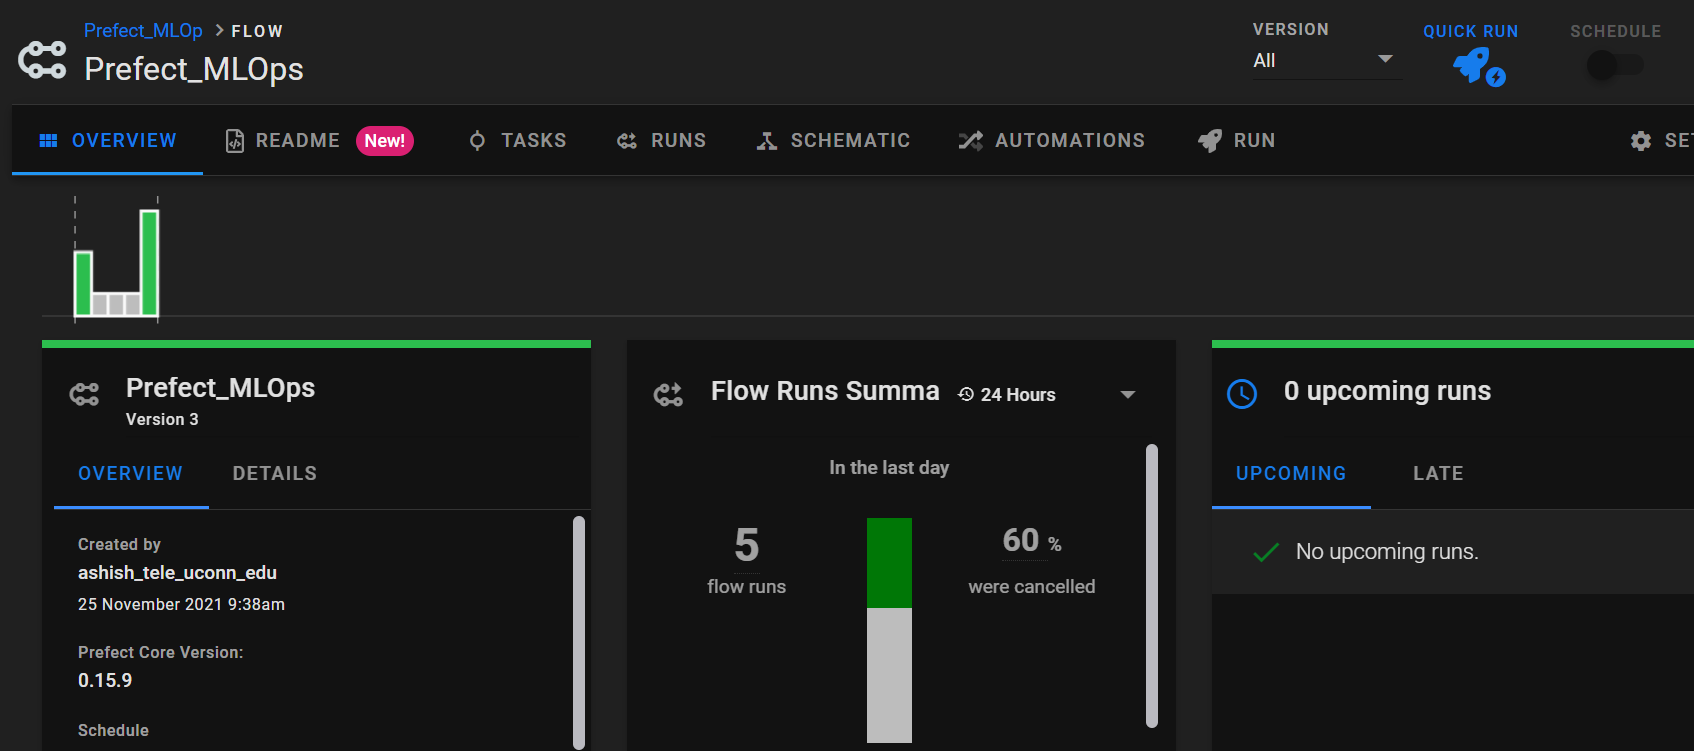 Prefect_MLOp > FLOW
Prefect_MLOps
VERSION
All
QUICK RUN
SCHEDULE
OVERVIEW
README New!
TASKS
RUNS
SCHEMATIC
AUTOMATIONS
RUN
SET
Prefect_MLOps
Version 3
OVERVIEW DETAILS
Created by
ashish_tele_uconn_edu
25 November 2021 9:38am
Prefect Core Version:
0.15.9
Schedule
Flow Runs Summa 24 Hours
In the last day
5
flow runs
60 %
were cancelled
0 upcoming runs
UPCOMING LATE
No upcoming runs.